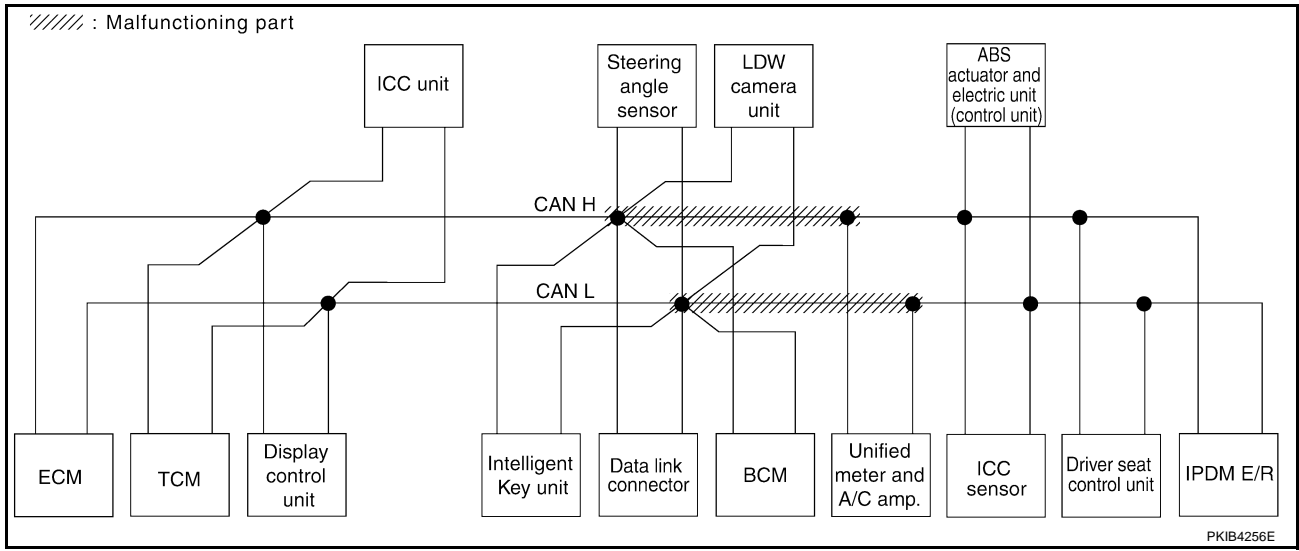 : Malfunctioning part
ICC unit
Steering
angle
sensor
LDW
camera
unit
ABS
actuator and
electric unit
(control unit)
CAN H
CAN L
ECM
TCM
Display
control
unit
Intelligent
Key unit
Data link
connector
BCM
Unified
meter and
A/C amp.
ICC
sensor
Driver seat
control unit
IPDM E/R
PKIB4256E